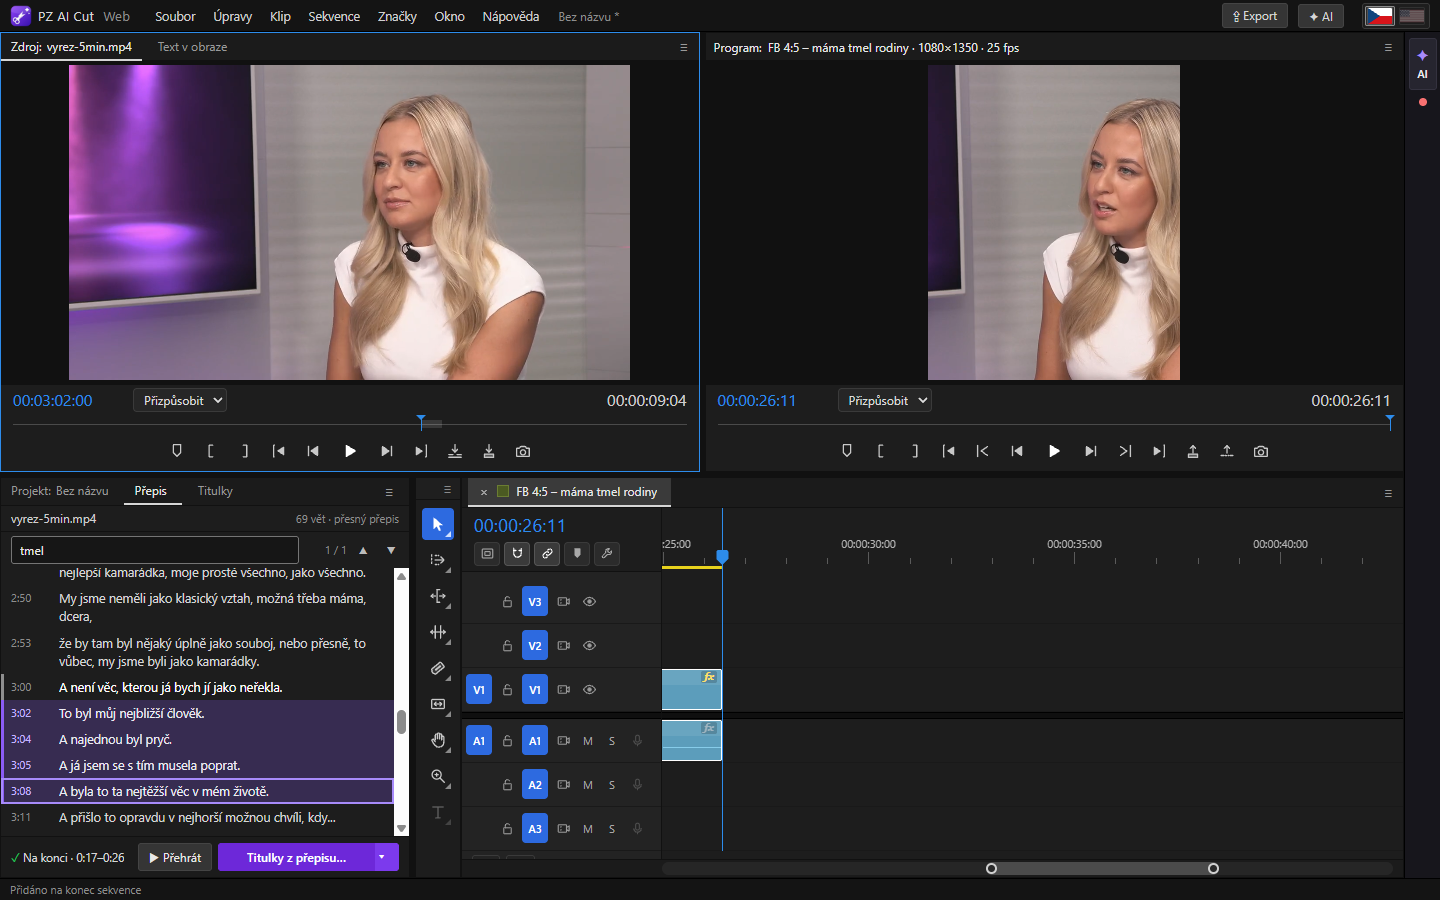 PZ AI Cut Web Soubor Úpravy Klip Sekvence Značky Okno Nápověda Bez názvu * Export AI
Zdroj: vyrez-5min.mp4 Text v obraze
Program: FB 4:5 – máma tmel rodiny · 1080×1350 · 25 fps
AI
00:03:02:00 Přizpůsobit 00:00:09:04
00:00:26:11 Přizpůsobit 00:00:26:11
Projekt: Bez názvu Přepis Titulky
vyrez-5min.mp4 69 vět · přesný přepis
tmel 1 / 1
nejlepší kamarádka, moje prostě všechno, jako všechno.
2:50 My jsme neměli jako klasický vztah, možná třeba máma,
dcera,
2:53 že by tam byl nějaký úplně jako souboj, nebo přesně, to
vůbec, my jsme byli jako kamarádky.
3:00 A není věc, kterou já bych jí jako neřekla.
3:02 To byl můj nejbližší člověk.
3:04 A najednou byl pryč.
3:05 A já jsem se s tím musela poprat.
3:08 A byla to ta nejtěžší věc v mém životě.
3:11 A přišlo to opravdu v nejhorší možnou chvíli, kdy...
✓ Na konci · 0:17–0:26 ▶ Přehrát Titulky z přepisu...
× FB 4:5 – máma tmel rodiny
00:00:26:11
:25:00 00:00:30:00 00:00:35:00 00:00:40:00
V3
V2
V1 V1 fx
A1 A1 M S fx
A2 M S
A3 M S
Přidáno na konec sekvence